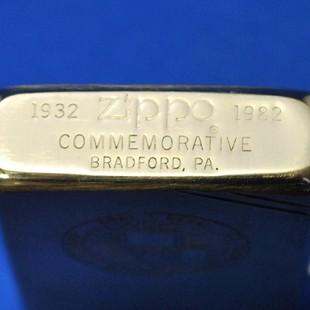 1932 Zippo 1982
®
COMMEMORATIVE
BRADFORD, PA.